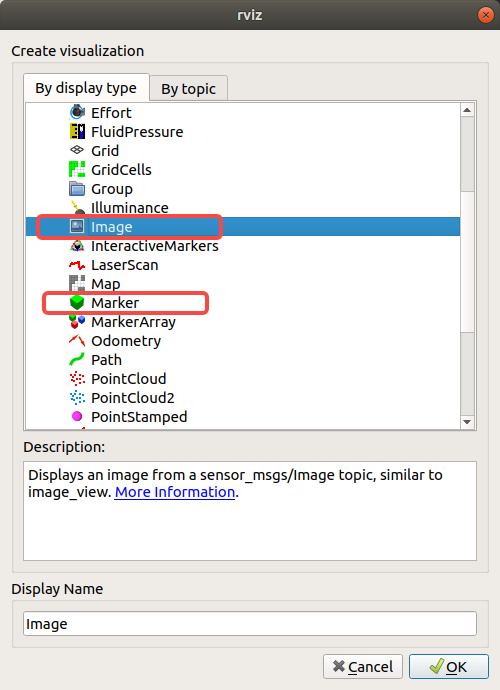 rviz
Create visualization
By display type By topic
Effort
FluidPressure
Grid
GridCells
Group
Illuminance
Image
InteractiveMarkers
LaserScan
Map
Marker
MarkerArray
Odometry
Path
PointCloud
PointCloud2
PointStamped
Description:
Displays an image from a sensor_msgs/Image topic, similar to
image_view. More Information.
Display Name
Image
Cancel OK